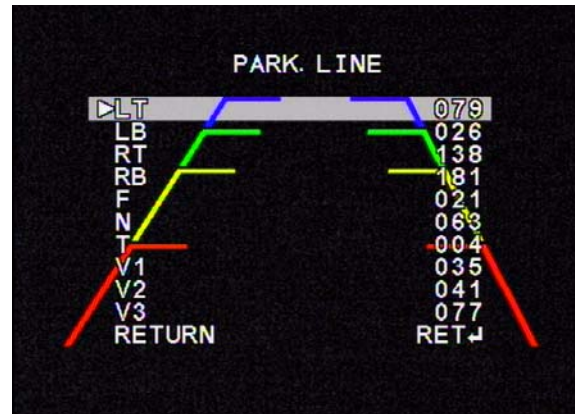 PARK. LINE
▷LT 079
LB 026
RT 138
RB 181
F 021
N 063
T 004
V1 035
V2 041
V3 077
RETURN RET↵